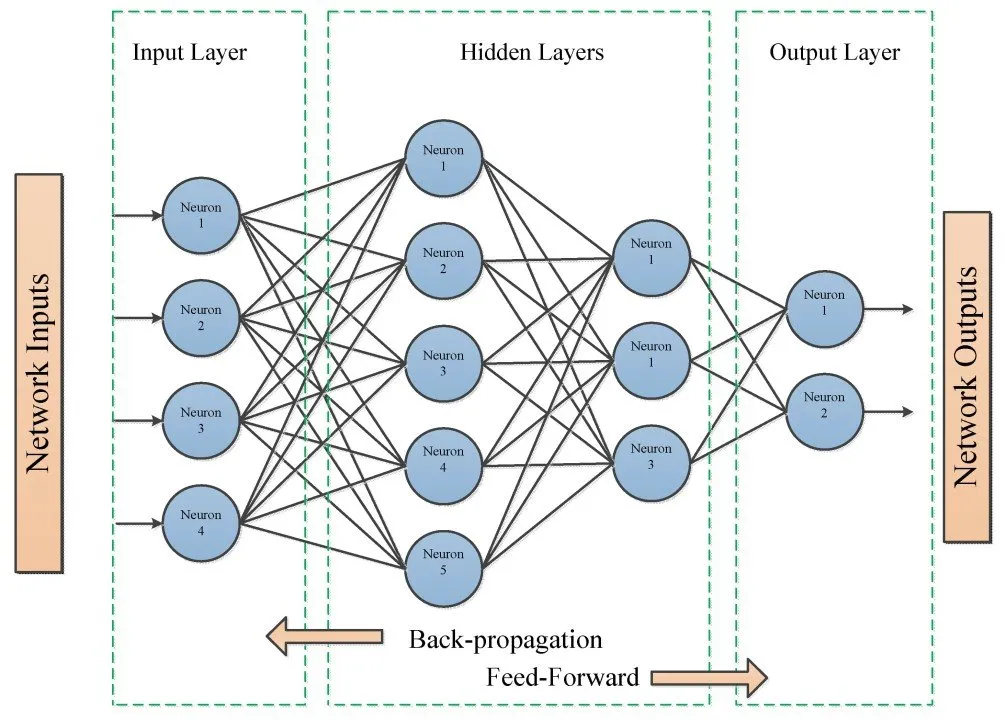 Input Layer
Hidden Layers
Output Layer
Network Inputs
Neuron
1
Neuron
2
Neuron
3
Neuron
4
Neuron
1
Neuron
2
Neuron
3
Neuron
4
Neuron
5
Neuron
1
Neuron
1
Neuron
3
Neuron
1
Neuron
2
Network Outputs
Back-propagation
Feed-Forward